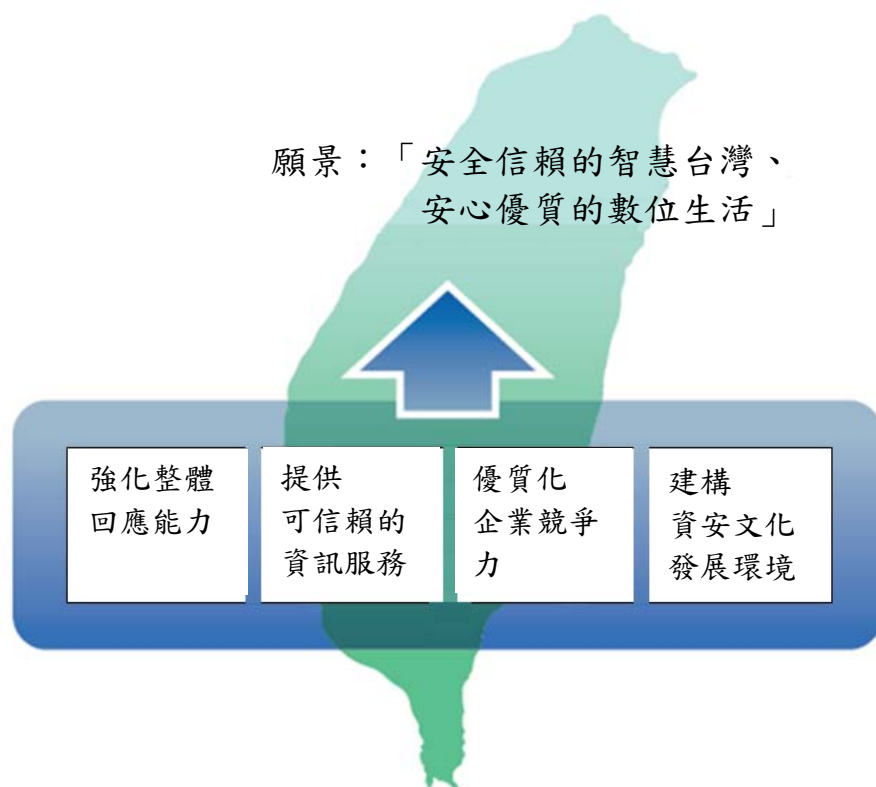 願景：「安全信賴的智慧台灣、
安心優質的數位生活」
強化整體
回應能力
提供
可信賴的
資訊服務
優質化
企業競爭
力
建構
資安文化
發展環境